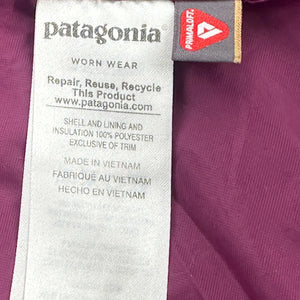 patagonia
WORN WEAR
Repair, Reuse, Recycle
This Product
www.patagonia.com
SHELL AND LINING AND
INSULATION 100% POLYESTER
EXCLUSIVE OF TRIM
MADE IN VIETNAM
FABRIQUÉ AU VIETNAM
HECHO EN VIETNAM
PRIMALOFT